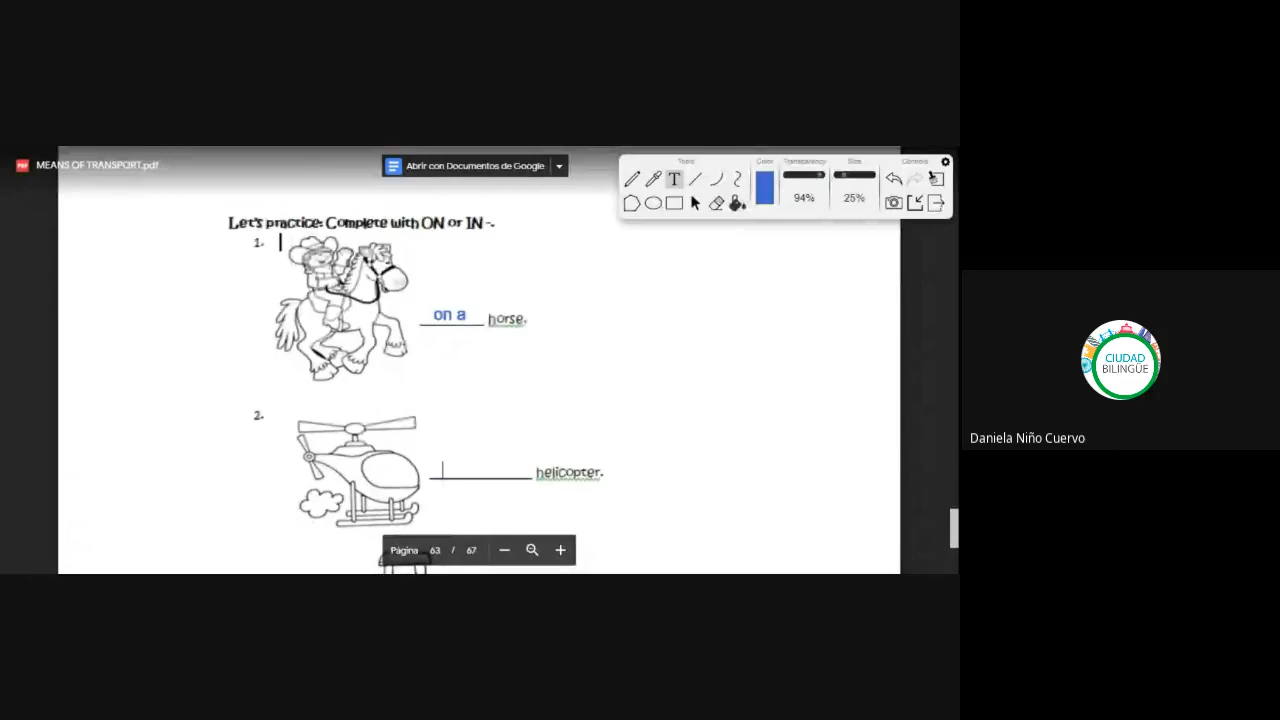 MEANS OF TRANSPORT.pdf
Abrir con Documentos de Google
Tools
Color
Transparency
Size
Controls
T
94%
25%
Let's practice: Complete with ON or IN -.
1.
on a horse.
2.
helicopter.
Página 63 / 67
CIUDAD
BILINGÜE
Daniela Niño Cuervo